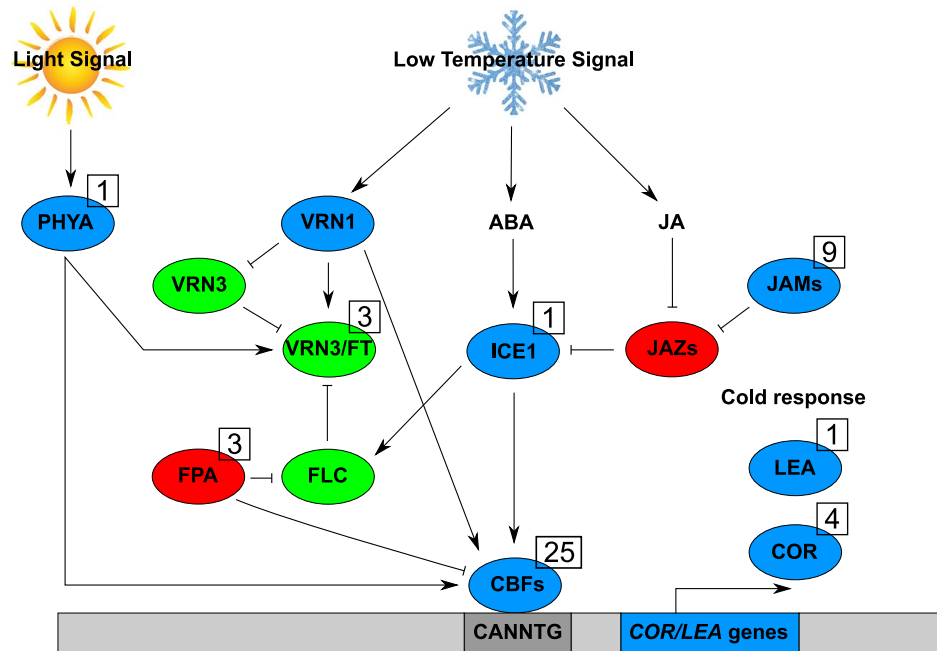 Light Signal
Low Temperature Signal
1
PHYA
VRN1
ABA
JA
9
JAMs
VRN3
3
VRN3/FT
1
ICE1
JAZs
Cold response
3
FPA
FLC
1
LEA
4
COR
25
CBFs
CANNTG
COR/LEA genes